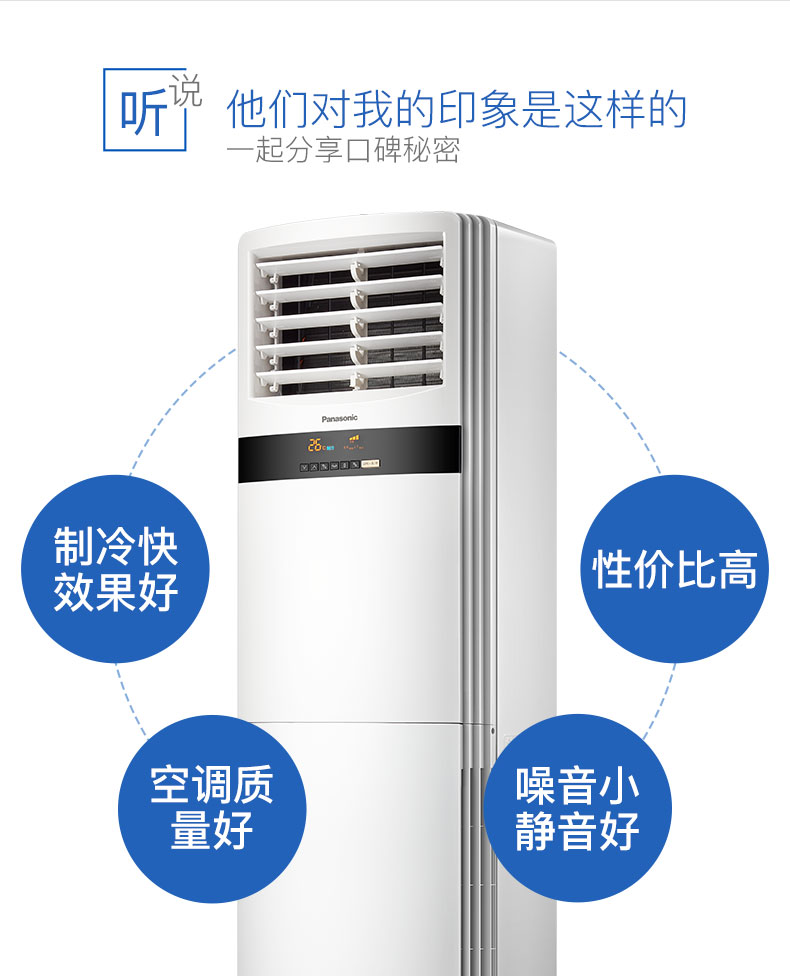 听说
他们对我的印象是这样的
一起分享口碑秘密
Panasonic
26
制冷快
效果好
性价比高
空调质
量好
噪音小
静音好